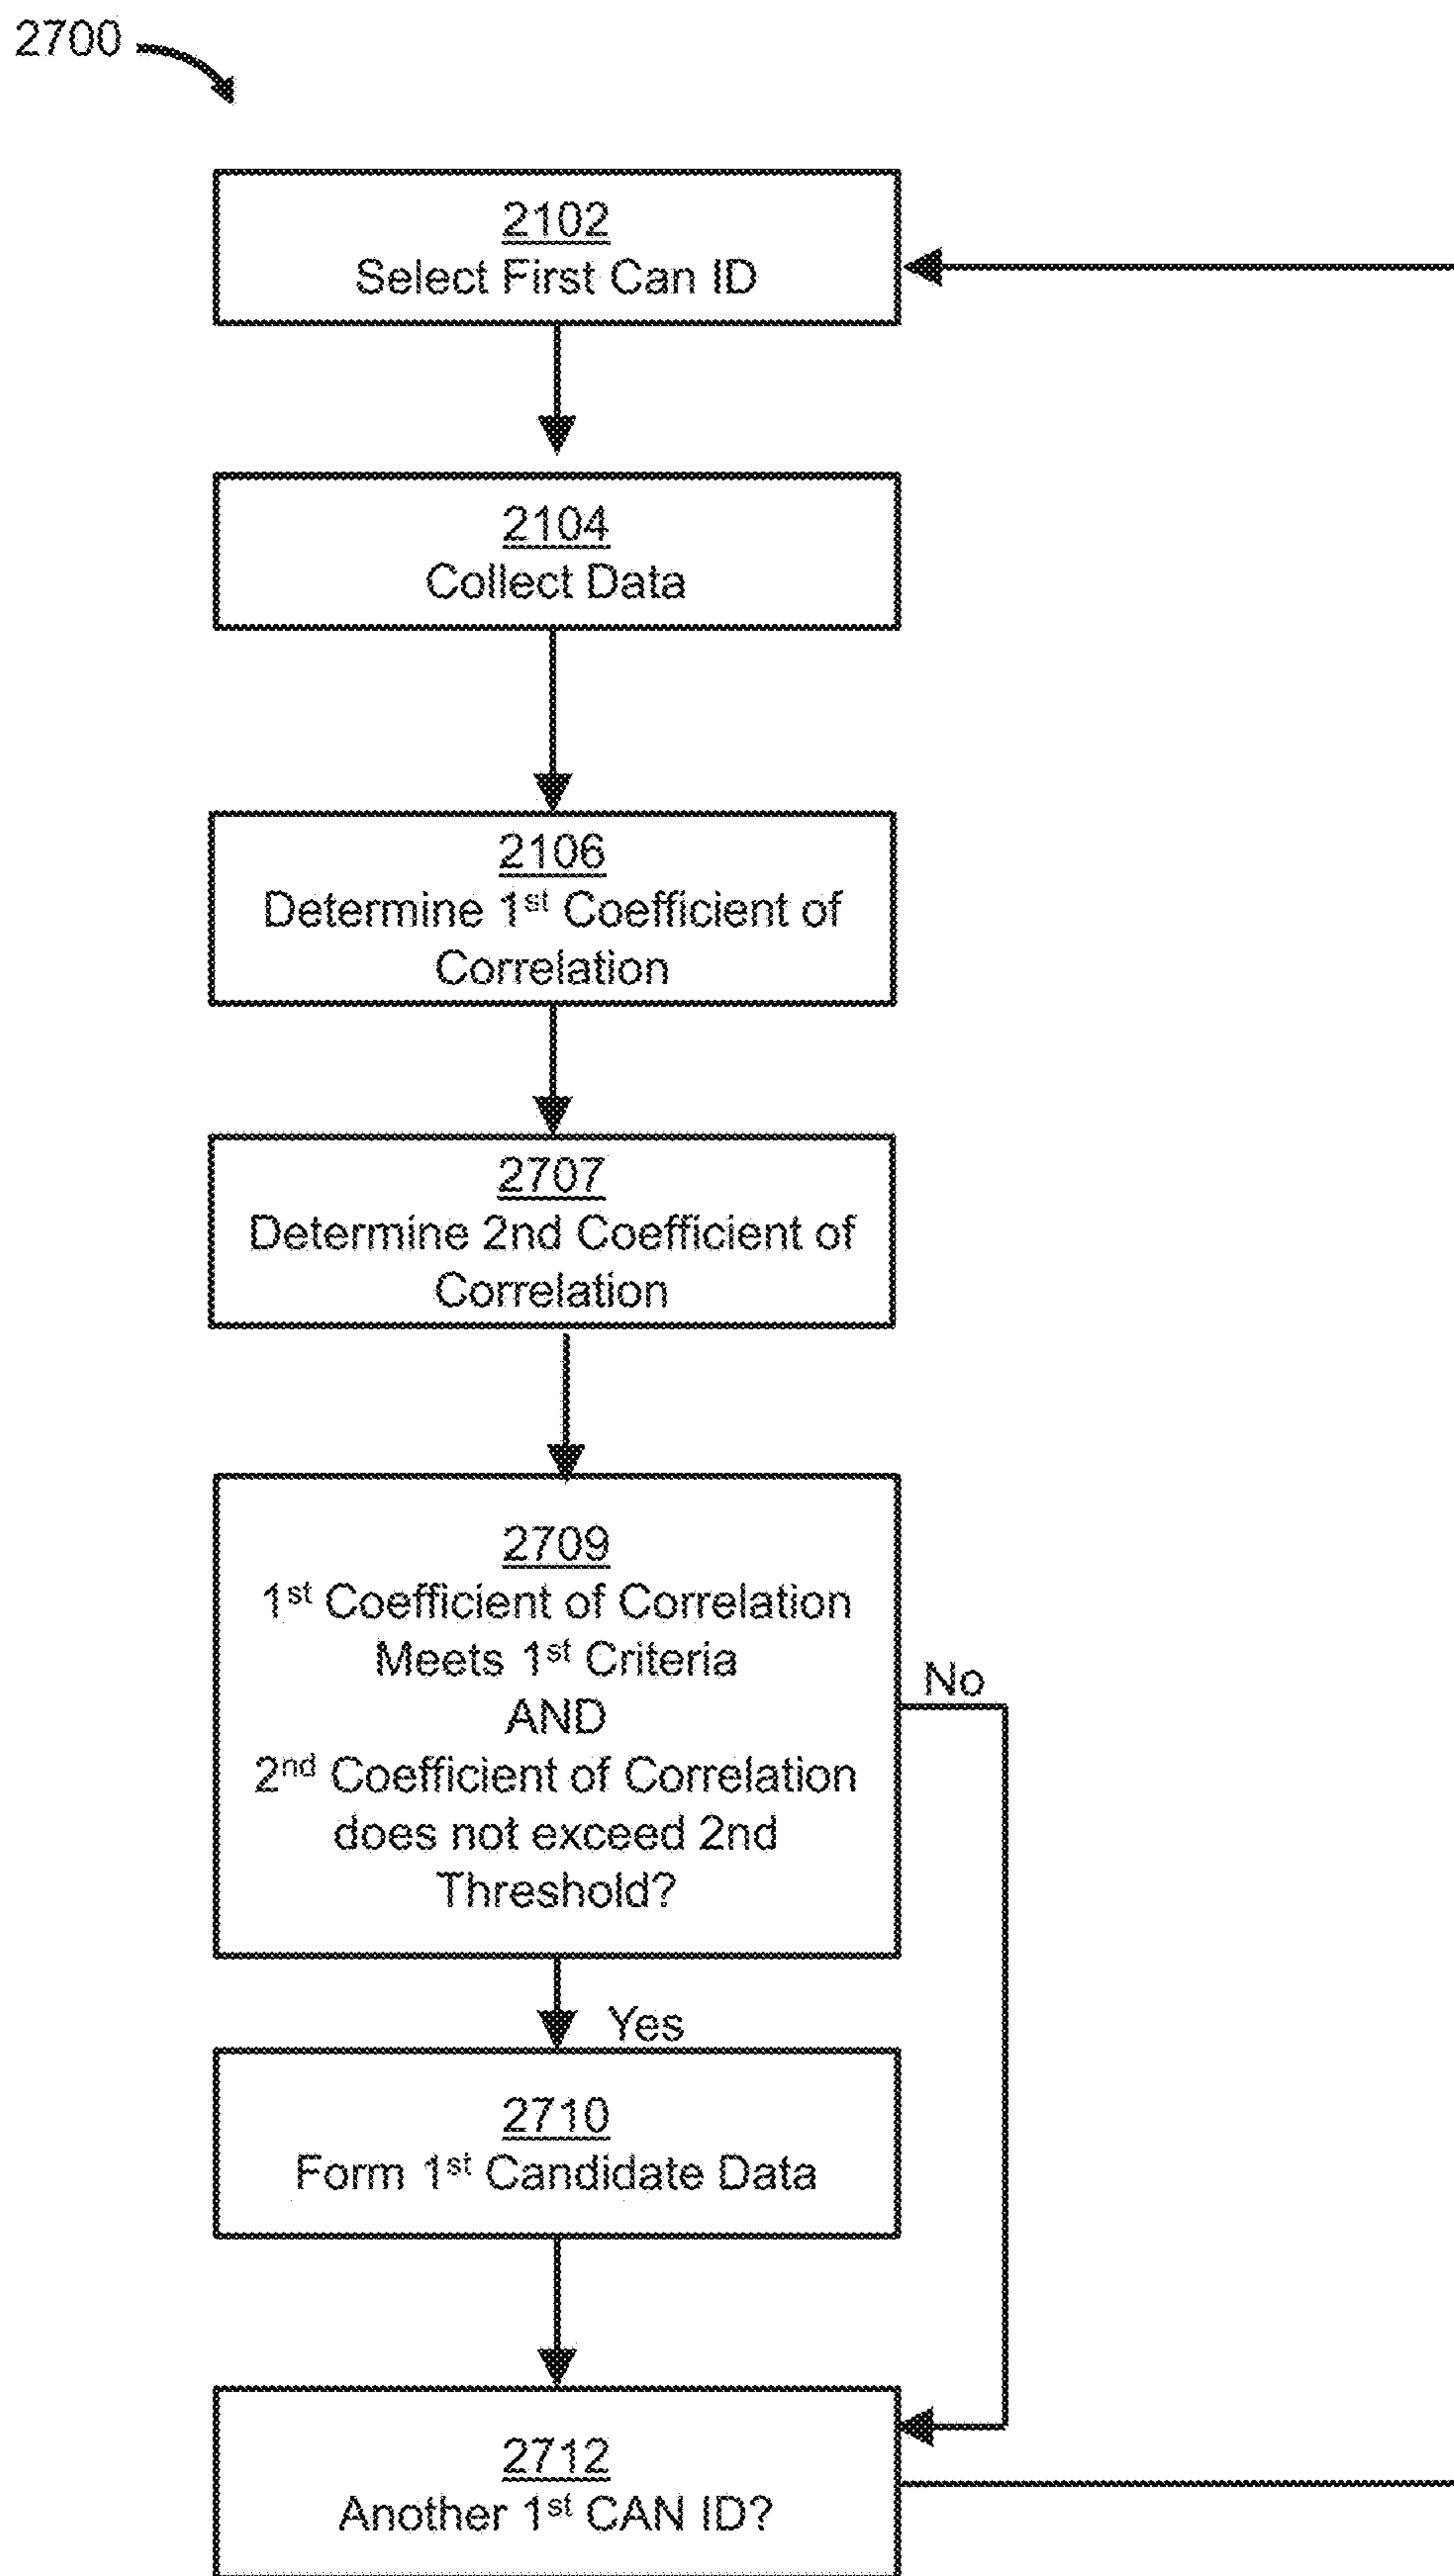 2700
2102
Select First Can ID
2104
Collect Data
2106
Determine 1st Coefficient of
Correlation
2707
Determine 2nd Coefficient of
Correlation
2709
1st Coefficient of Correlation
Meets 1st Criteria
AND
2nd Coefficient of Correlation
does not exceed 2nd
Threshold?
No
Yes
2710
Form 1st Candidate Data
2712
Another 1st CAN ID?